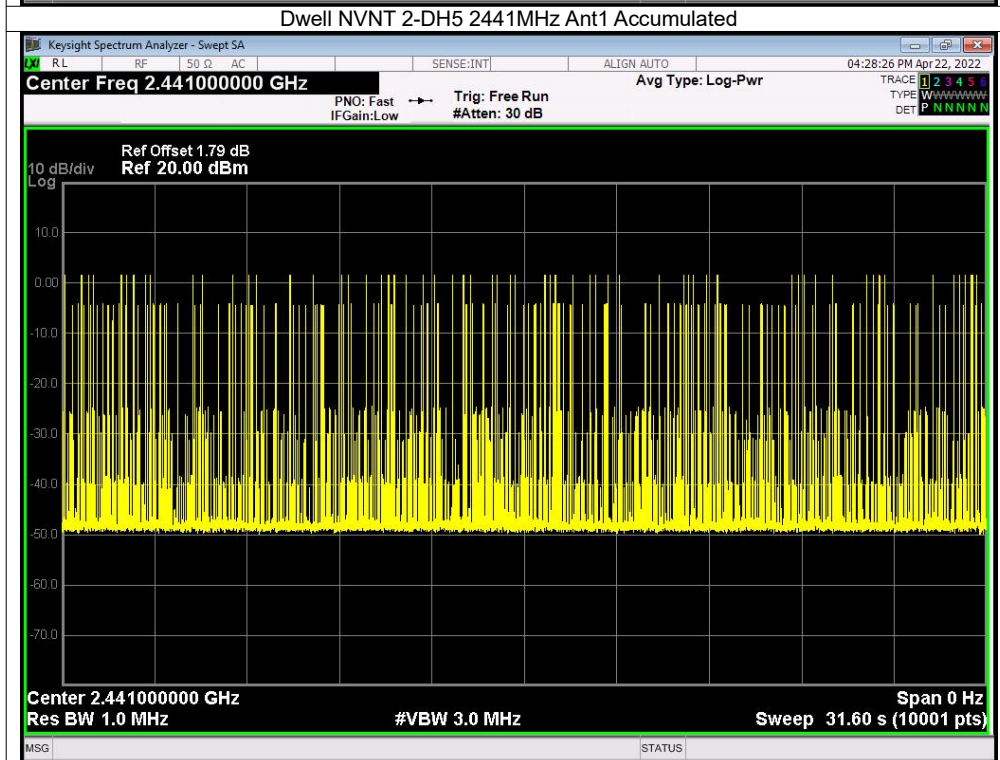 Dwell NVNT 2-DH5 2441MHz Ant1 Accumulated
Keysight Spectrum Analyzer - Swept SA
LXI RL RF 50 Ω AC SENSE:INT ALIGN AUTO 04:28:26 PM Apr 22, 2022
Center Freq 2.441000000 GHz
PNO: Fast
IFGain:Low
Trig: Free Run
#Atten: 30 dB
Avg Type: Log-Pwr
TRACE 1 2 3 4 5 6
TYPE WWWWWW
DET P N N N N N
10 dB/div
Log
Ref Offset 1.79 dB
Ref 20.00 dBm
10.0
0.00
-10.0
-20.0
-30.0
-40.0
-50.0
-60.0
-70.0
Center 2.441000000 GHz Span 0 Hz
Res BW 1.0 MHz #VBW 3.0 MHz Sweep 31.60 s (10001 pts)
MSG STATUS